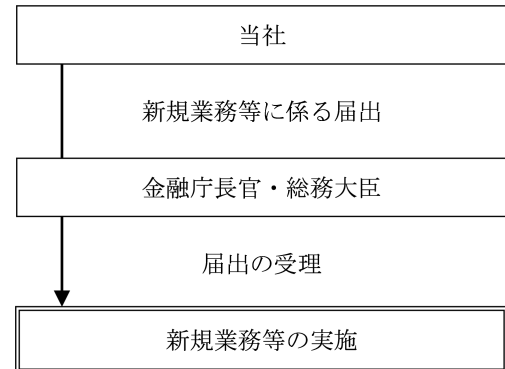 当社
新規業務等に係る届出
金融庁長官・総務大臣
届出の受理
新規業務等の実施